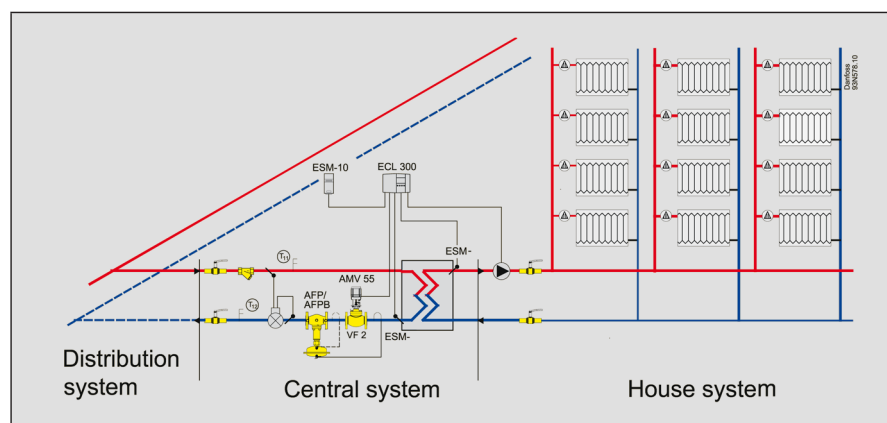 Danfoss
93N578.10
ESM-10
ECL 300
T11
ESM-
AMV 55
T12
AFP/
AFPB
VF 2
ESM-
Distribution
system
Central system
House system